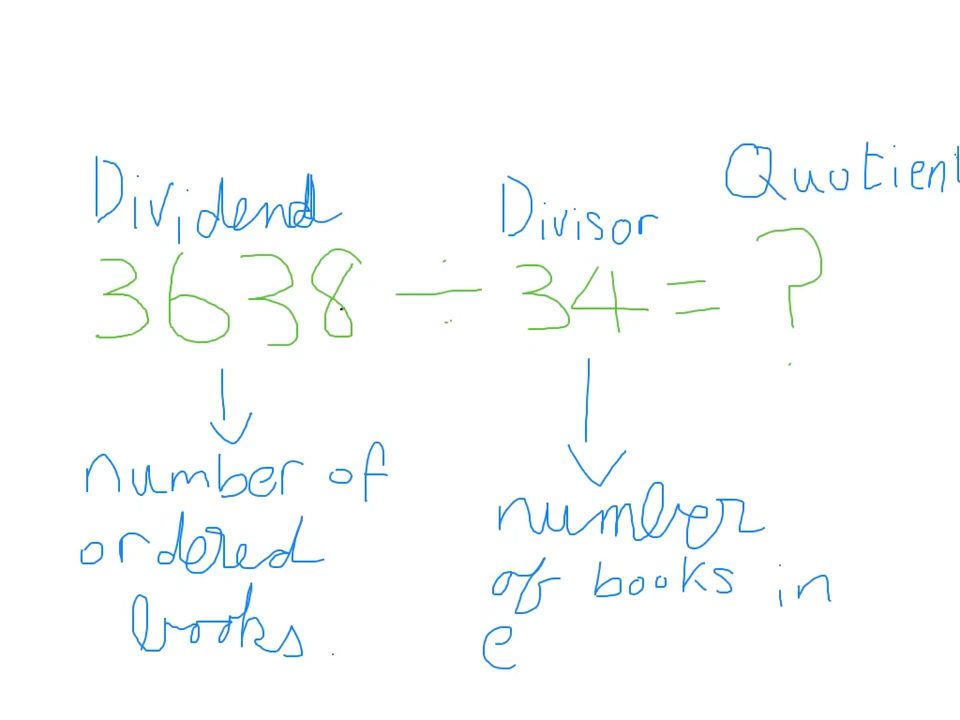 Dividend Divisor Quotient
3638 ÷ 34 = ?
number of
ordered
books.
number
of books in
e